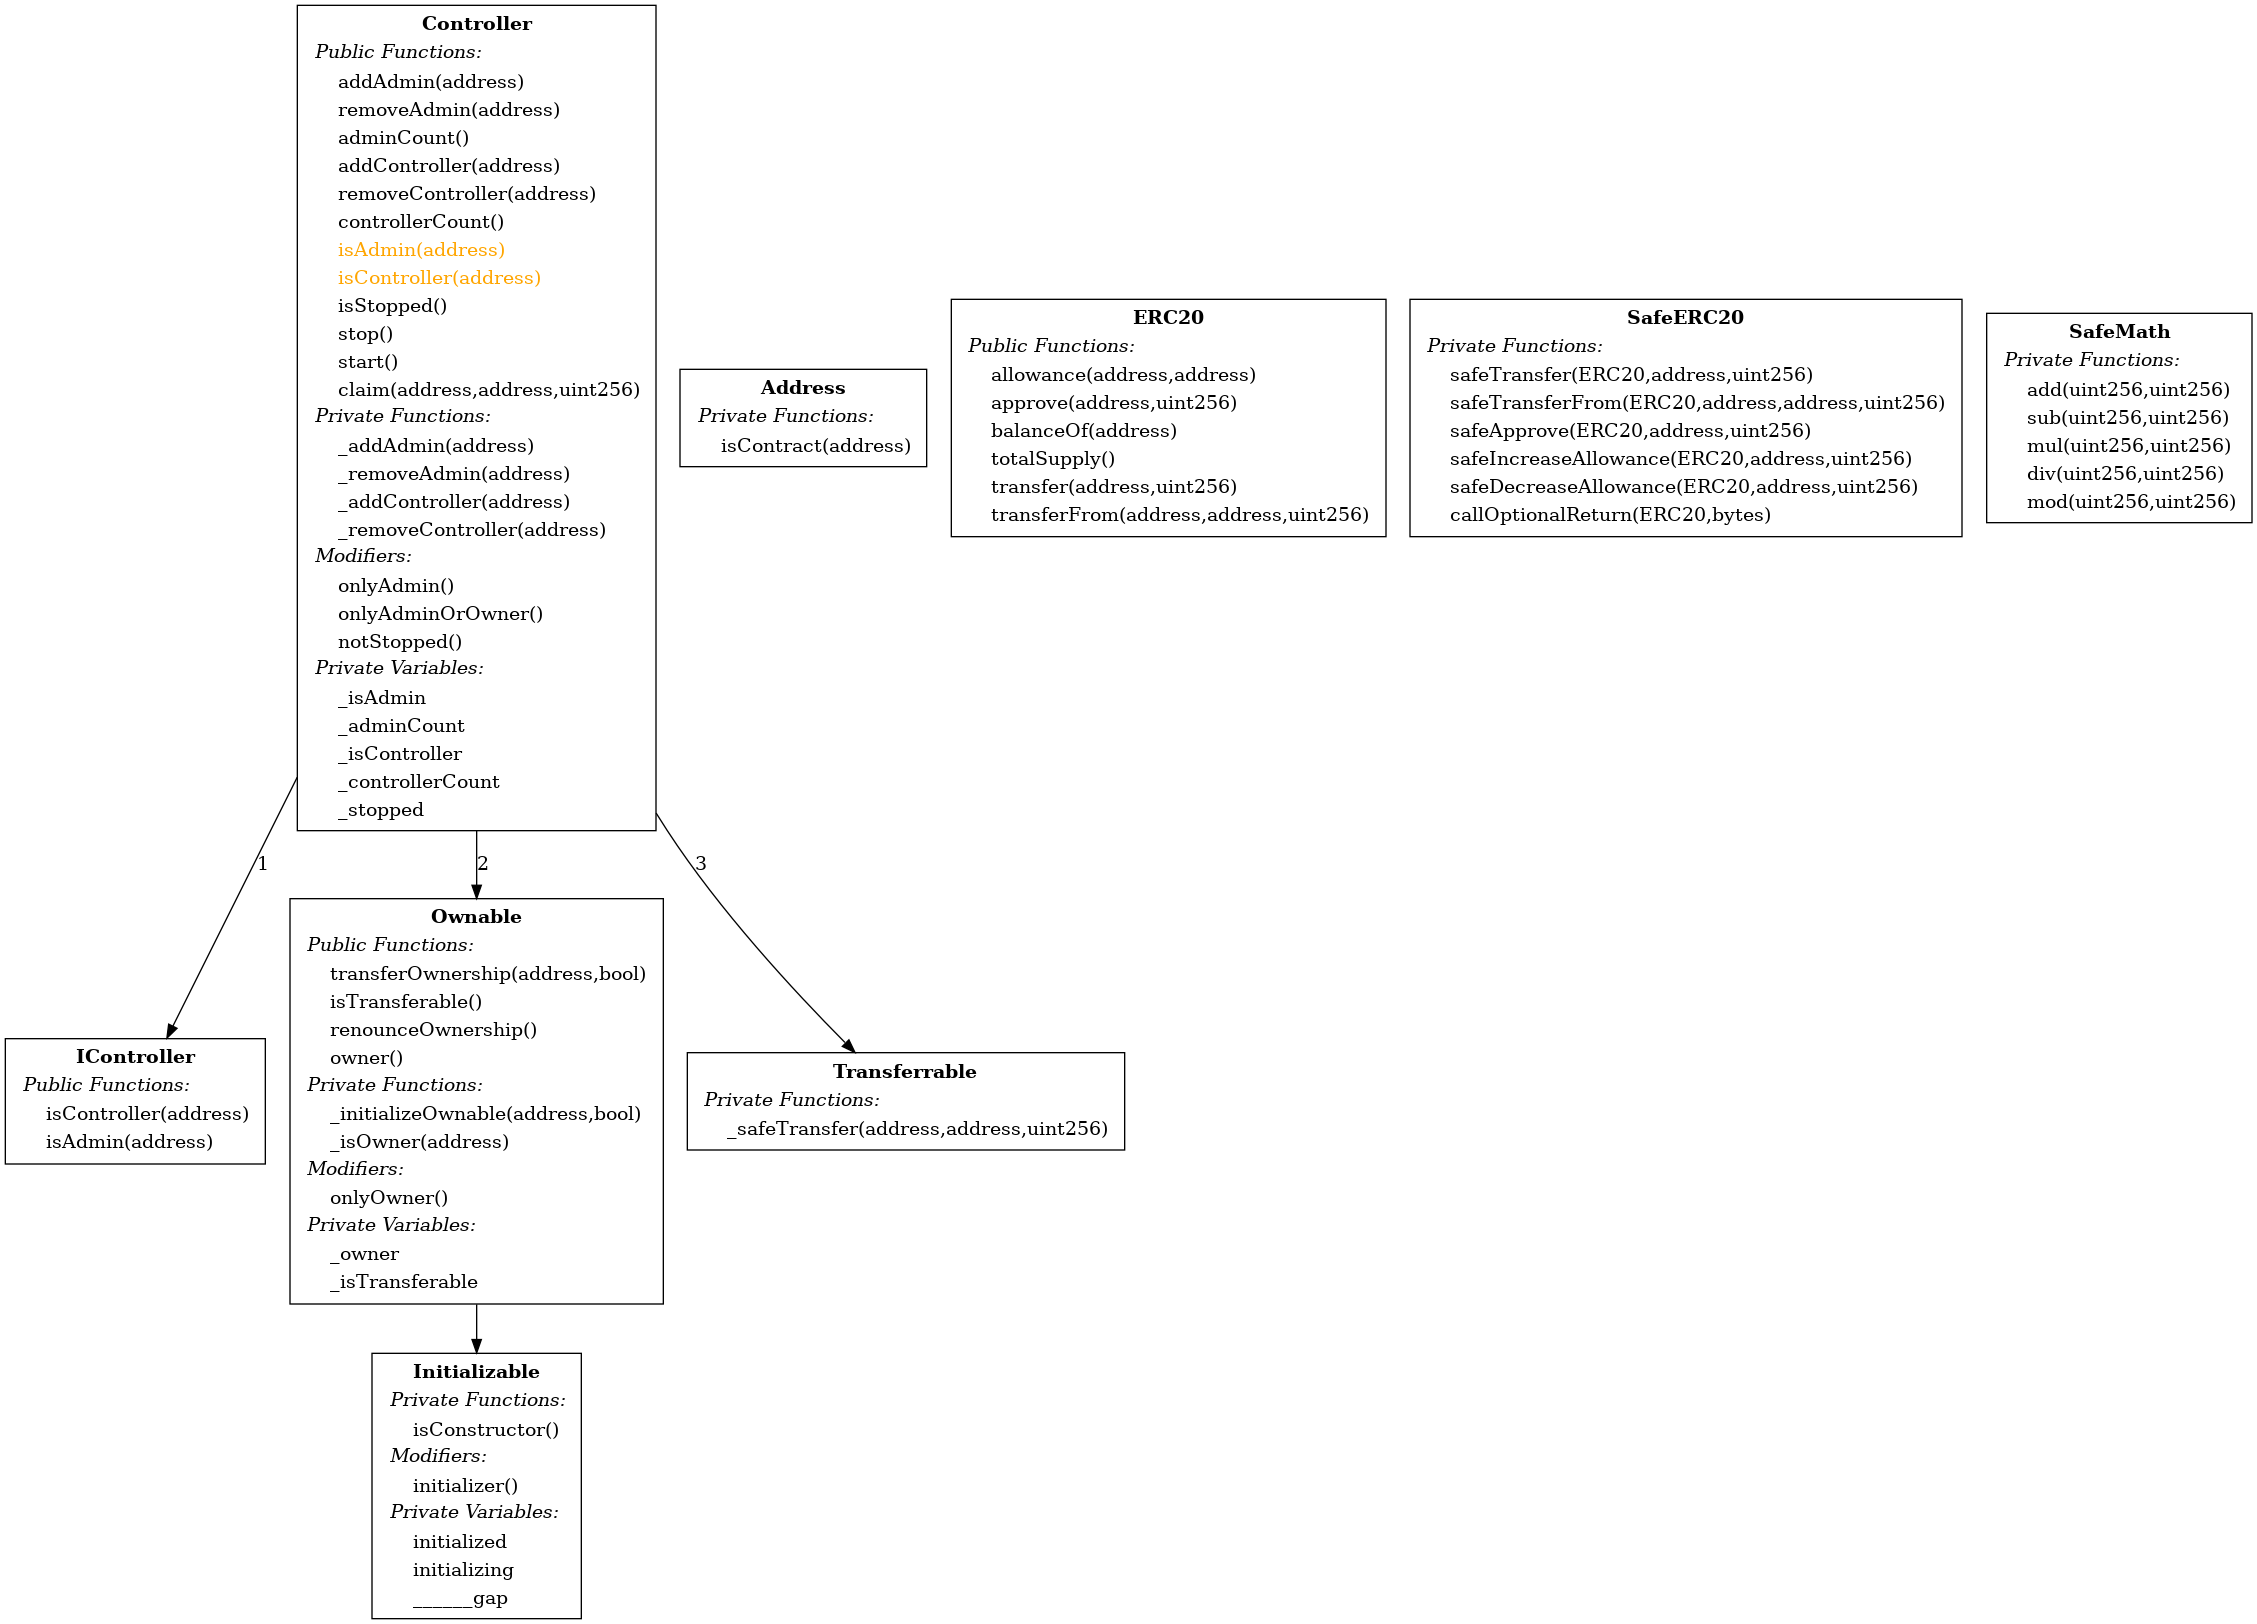 Controller
Public Functions:
addAdmin(address)
removeAdmin(address)
adminCount()
addController(address)
removeController(address)
controllerCount()
isAdmin(address)
isController(address)
isStopped()
stop()
start()
claim(address,address,uint256)
Private Functions:
_addAdmin(address)
_removeAdmin(address)
_addController(address)
_removeController(address)
Modifiers:
onlyAdmin()
onlyAdminOrOwner()
notStopped()
Private Variables:
_isAdmin
_adminCount
_isController
_controllerCount
_stopped
Address
Private Functions:
isContract(address)
ERC20
Public Functions:
allowance(address,address)
approve(address,uint256)
balanceOf(address)
totalSupply()
transfer(address,uint256)
transferFrom(address,address,uint256)
SafeERC20
Private Functions:
safeTransfer(ERC20,address,uint256)
safeTransferFrom(ERC20,address,address,uint256)
safeApprove(ERC20,address,uint256)
safeIncreaseAllowance(ERC20,address,uint256)
safeDecreaseAllowance(ERC20,address,uint256)
callOptionalReturn(ERC20,bytes)
SafeMath
Private Functions:
add(uint256,uint256)
sub(uint256,uint256)
mul(uint256,uint256)
div(uint256,uint256)
mod(uint256,uint256)
1
2
3
IController
Public Functions:
isController(address)
isAdmin(address)
Ownable
Public Functions:
transferOwnership(address,bool)
isTransferable()
renounceOwnership()
owner()
Private Functions:
_initializeOwnable(address,bool)
_isOwner(address)
Modifiers:
onlyOwner()
Private Variables:
_owner
_isTransferable
Transferrable
Private Functions:
_safeTransfer(address,address,uint256)
Initializable
Private Functions:
isConstructor()
Modifiers:
initializer()
Private Variables:
initialized
initializing
______gap